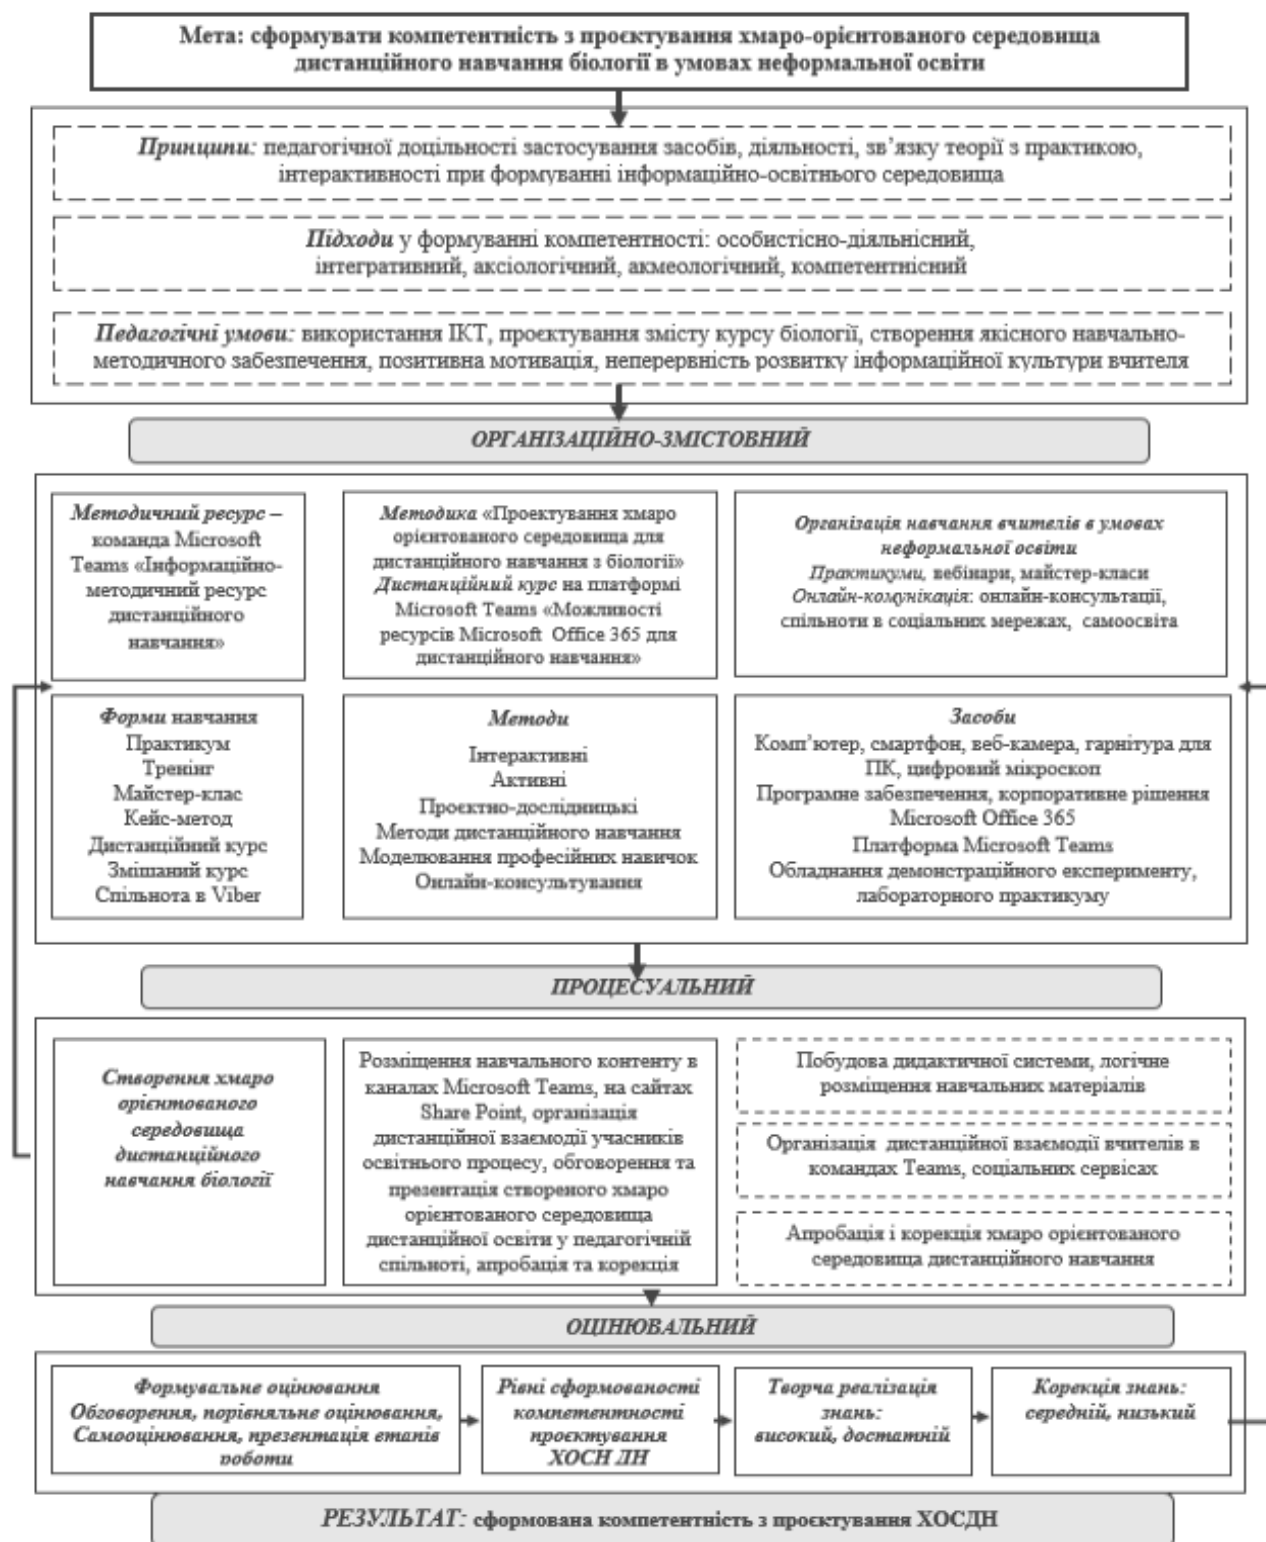 Мета: сформувати компетентність з проєктування хмаро-орієнтованого середовища
дистанційного навчання біології в умовах неформальної освіти
Принципи: педагогічної доцільності застосування засобів, діяльності, зв’язку теорії з практикою,
інтерактивності при формуванні інформаційно-освітнього середовища
Підходи у формуванні компетентності: особистісно-діяльнісний,
інтегративний, аксіологічний, акмеологічний, компетентнісний
Педагогічні умови: використання ІКТ, проєктування змісту курсу біології, створення якісного навчально-
методичного забезпечення, позитивна мотивація, неперервність розвитку інформаційної культури вчителя
ОРГАНІЗАЦІЙНО-ЗМІСТОВНИЙ
Методичний ресурс –
команда Microsoft
Teams «Інформаційно-
методичний ресурс
дистанційного
навчання»
Методика «Проектування хмаро
орієнтованого середовища для
дистанційного навчання з біології»
Дистанційний курс на платформі
Microsoft Teams «Можливості
ресурсів Microsoft Office 365 для
дистанційного навчання»
Організація навчання вчителів в умовах
неформальної освіти
Практикуми, вебінари, майстер-класи
Онлайн-комунікація: онлайн-консультації,
спільноти в соціальних мережах, самоосвіта
Форми навчання
Практикум
Тренінг
Майстер-клас
Кейс-метод
Дистанційний курс
Змішаний курс
Спільнота в Viber
Методи
Інтерактивні
Активні
Проєктно-дослідницькі
Методи дистанційного навчання
Моделювання професійних навичок
Онлайн-консультування
Засоби
Комп’ютер, смартфон, веб-камера, гарнітура для
ПК, цифровий мікроскоп
Програмне забезпечення, корпоративне рішення
Microsoft Office 365
Платформа Microsoft Teams
Обладнання демонстраційного експерименту,
лабораторного практикуму
ПРОЦЕСУАЛЬНИЙ
Створення хмаро
орієнтованого
середовища
дистанційного
навчання біології
Розміщення навчального контенту в
каналах Microsoft Teams, на сайтах
Share Point, організація
дистанційної взаємодії учасників
освітнього процесу, обговорення та
презентація створеного хмаро
орієнтованого середовища
дистанційної освіти у педагогічній
спільноті, апробація та корекція
Побудова дидактичної системи, логічне
розміщення навчальних матеріалів
Організація дистанційної взаємодії вчителів в
командах Teams, соціальних сервісах
Апробація і корекція хмаро орієнтованого
середовища дистанційного навчання
ОЦІНЮВАЛЬНИЙ
Формувальне оцінювання
Обговорення, порівняльне оцінювання,
Самооцінювання, презентація етапів
роботи
Рівні сформованості
компетентності
проєктування
ХОСН ДН
Творча реалізація
знань:
високий, достатній
Корекція знань:
середній, низький
РЕЗУЛЬТАТ: сформована компетентність з проєктування ХОСДН